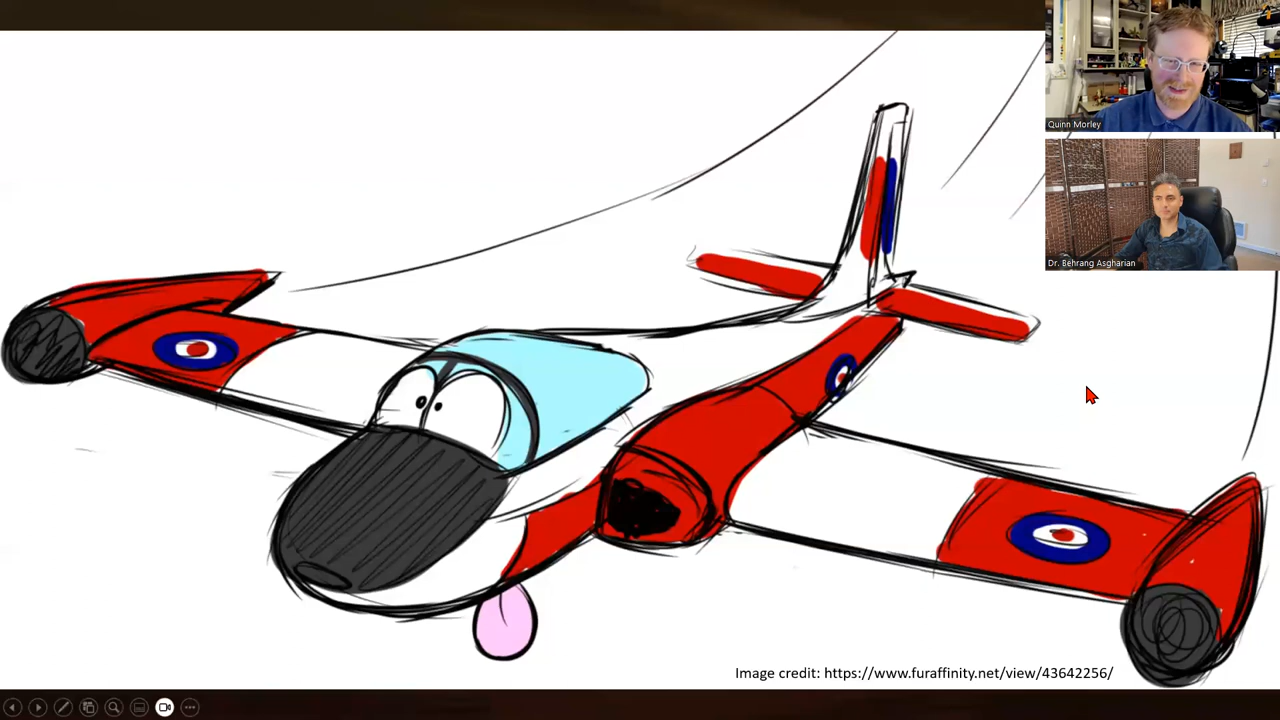 Quinn Morley
Dr. Behrang Asgharian
Image credit: https://www.furaffinity.net/view/43642256/